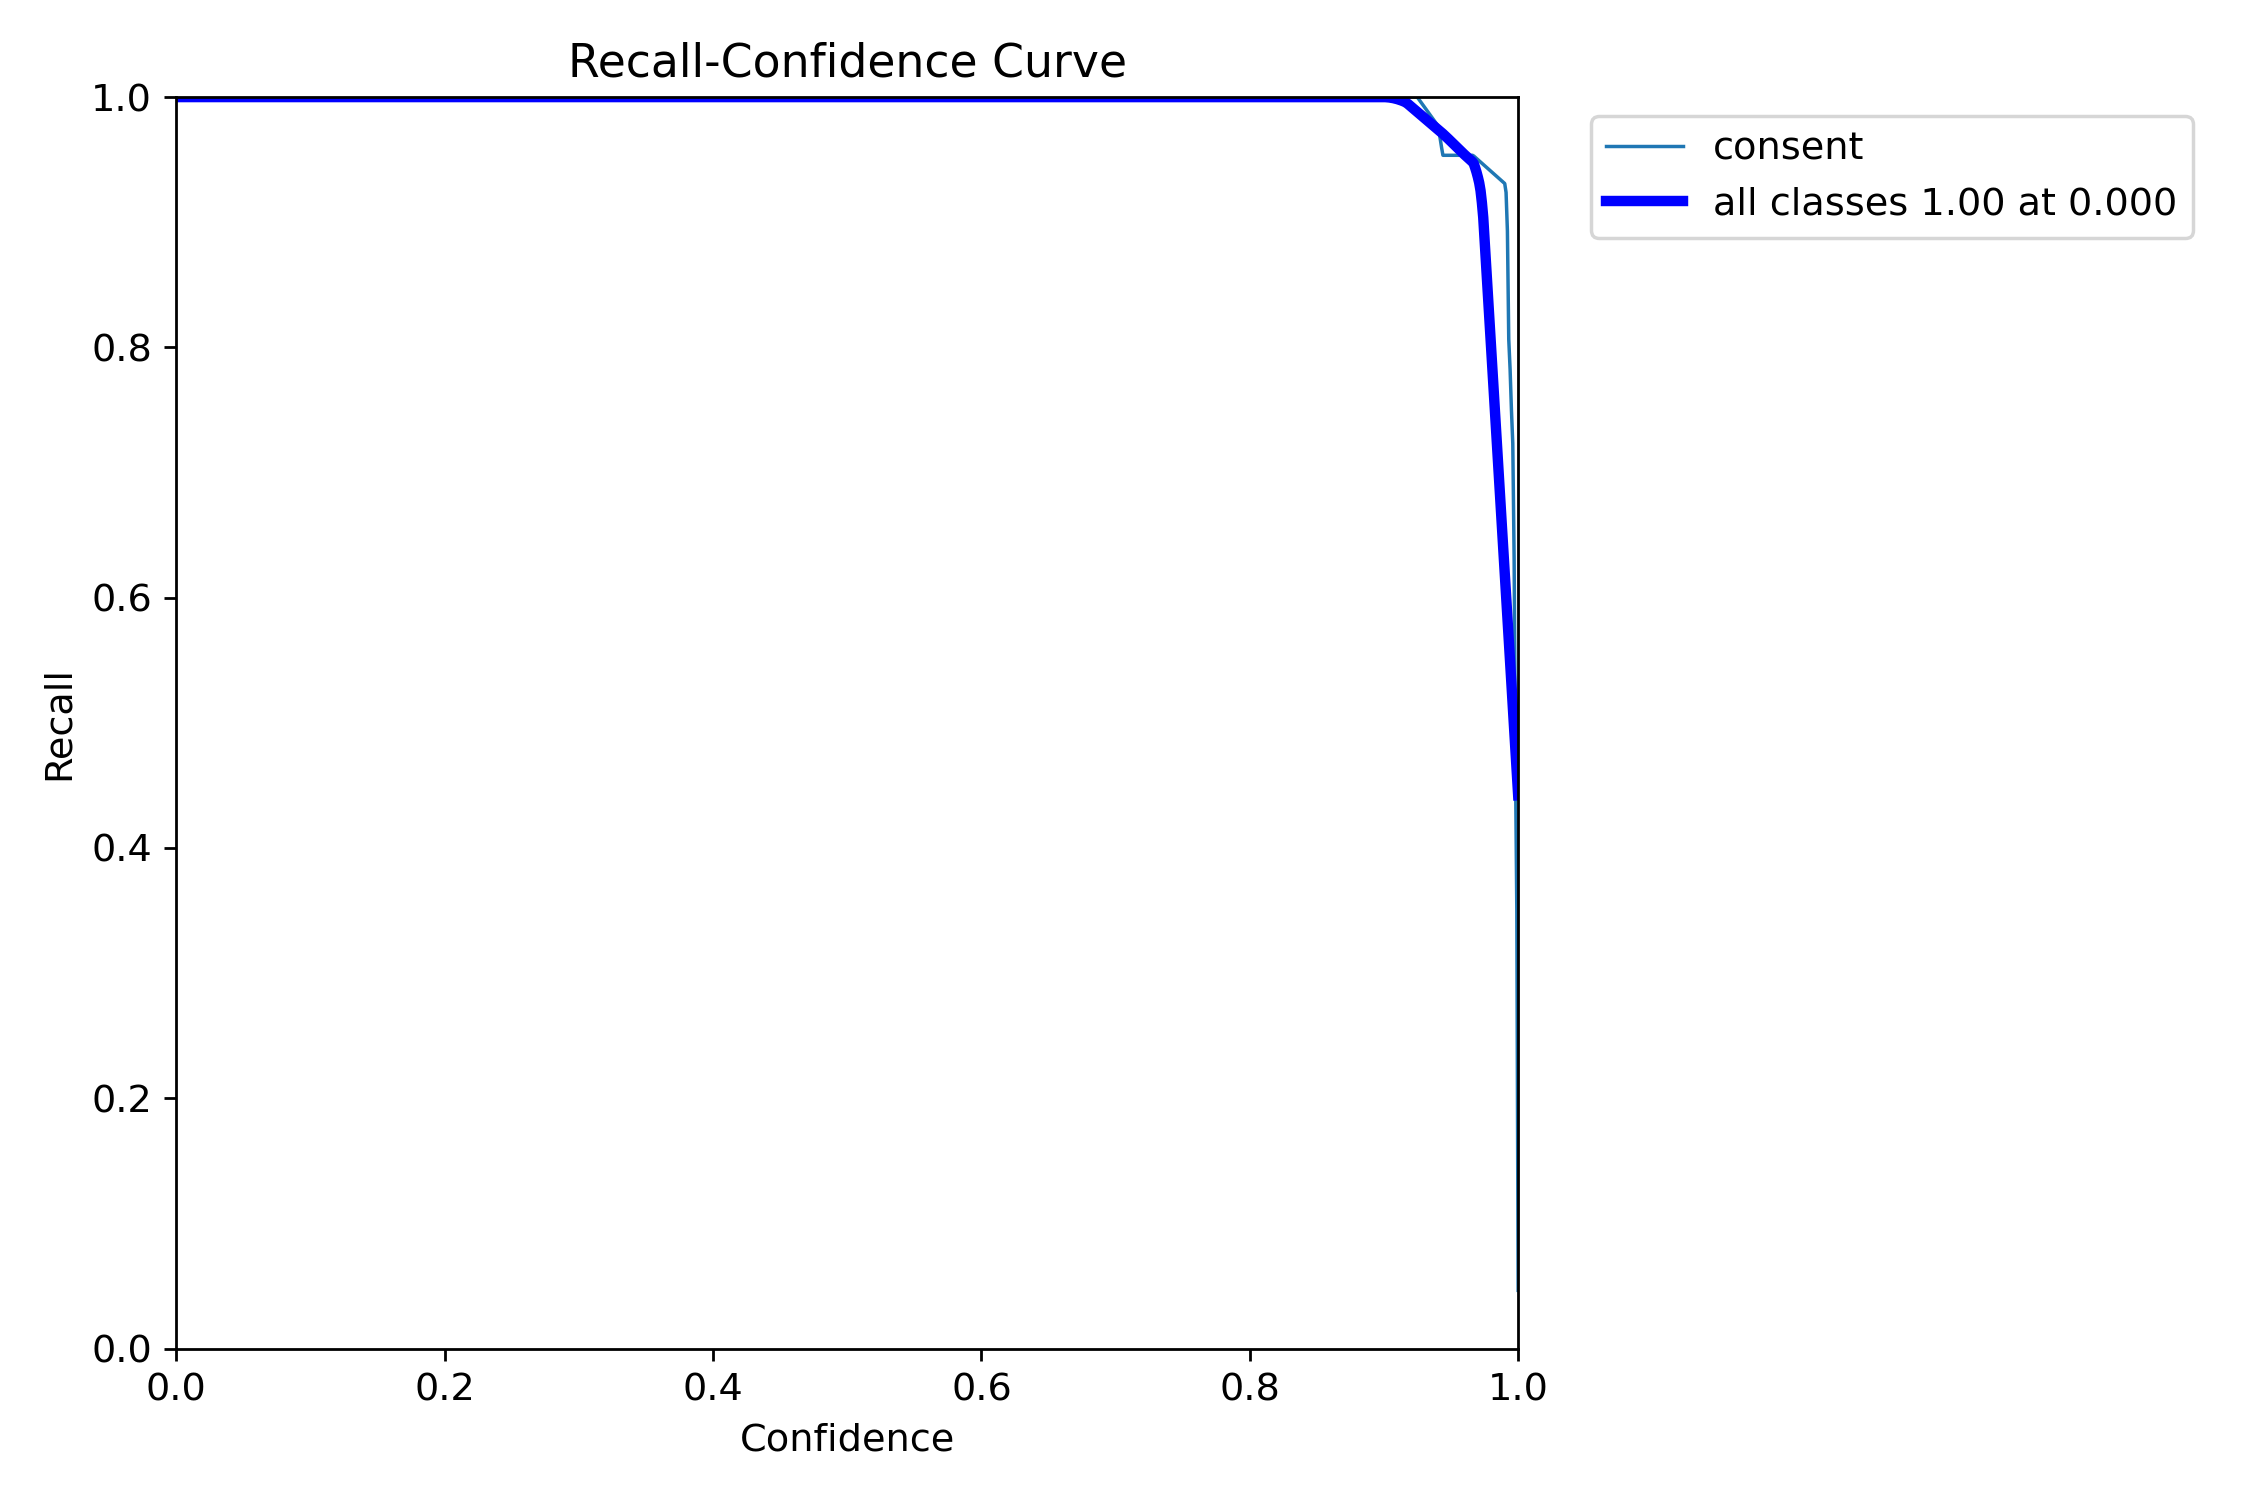 Recall-Confidence Curve
1.0
0.8
0.6
0.4
0.2
0.0
Recall
0.0 0.2 0.4 0.6 0.8 1.0
Confidence
consent
all classes 1.00 at 0.000